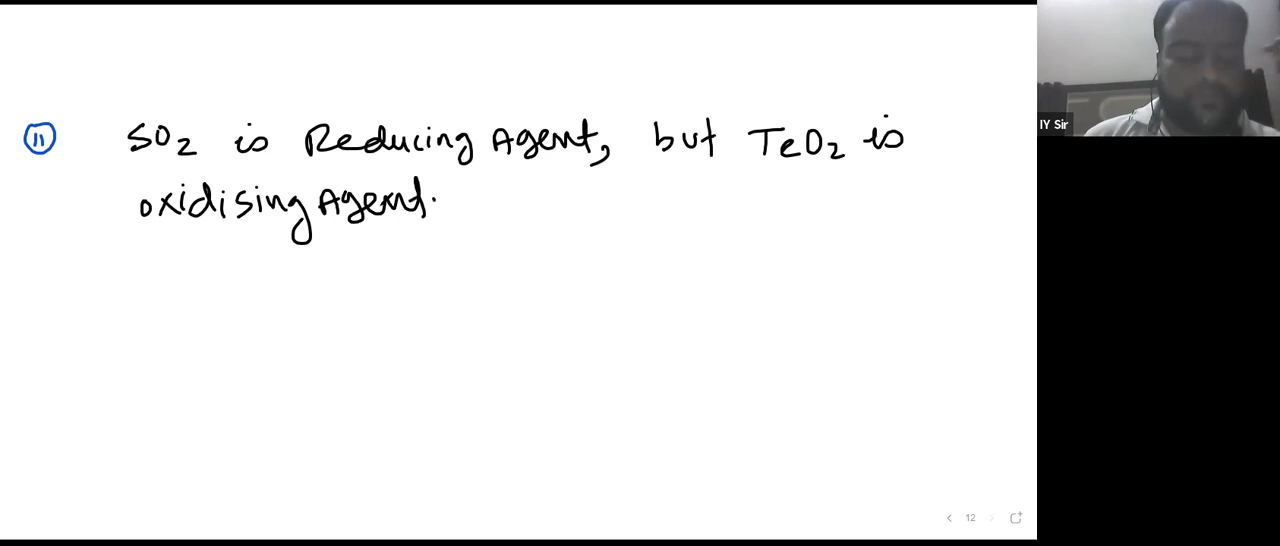 11 SO2 is Reducing Agent, but TeO2 is
oxidising Agent.
IY Sir
12